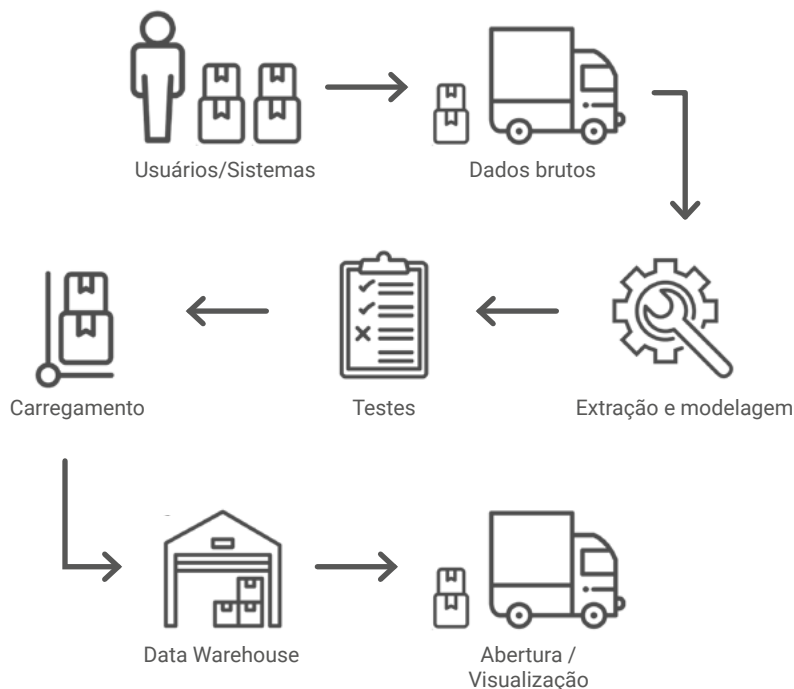 Usuários/Sistemas
Dados brutos
Carregamento
Testes
Extração e modelagem
Data Warehouse
Abertura /
Visualização